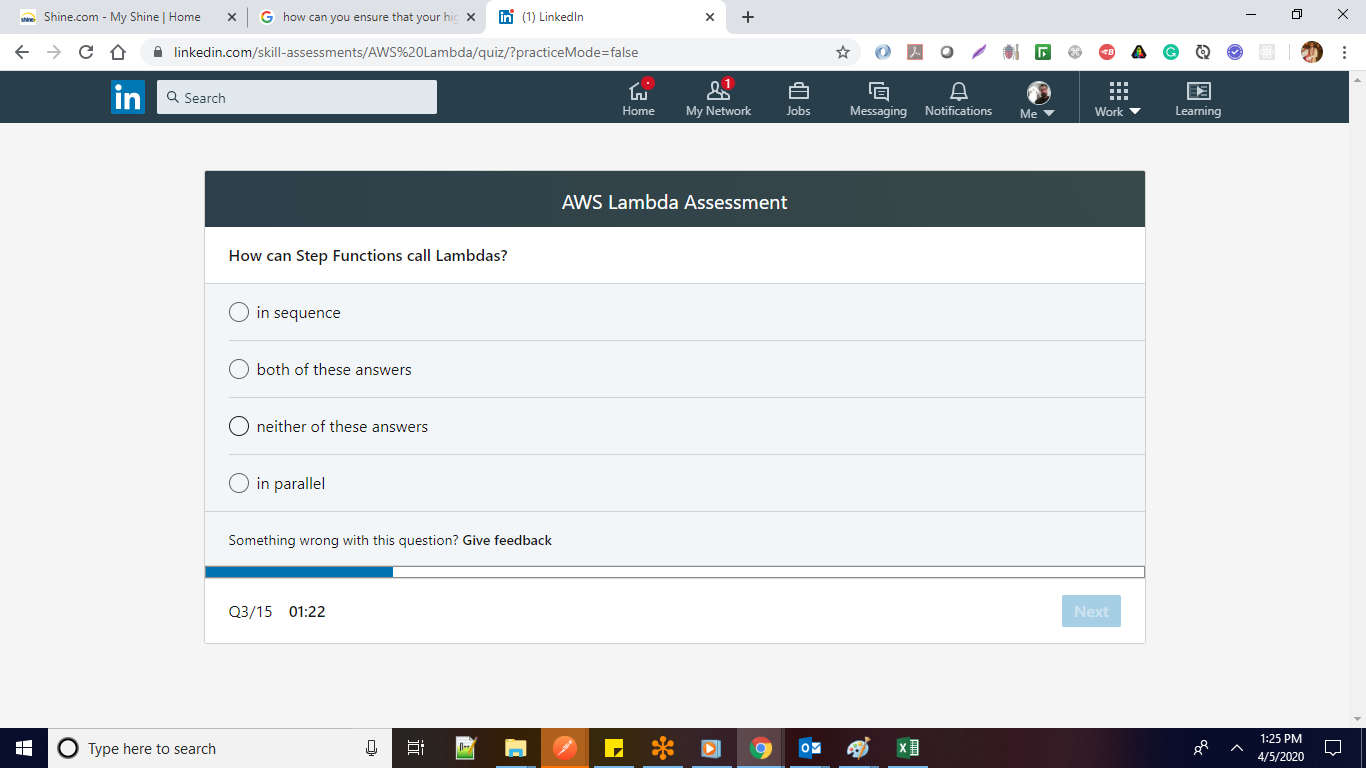 Shine.com - My Shine | Home
how can you ensure that your hig
(1) LinkedIn
linkedin.com/skill-assessments/AWS%20Lambda/quiz/?practiceMode=false
in
Search
Home
1
My Network
Jobs
Messaging
Notifications
Me
Work
Learning
AWS Lambda Assessment
How can Step Functions call Lambdas?
in sequence
both of these answers
neither of these answers
in parallel
Something wrong with this question? Give feedback
Q3/15 01:22
Next
Type here to search
1:25 PM
4/5/2020